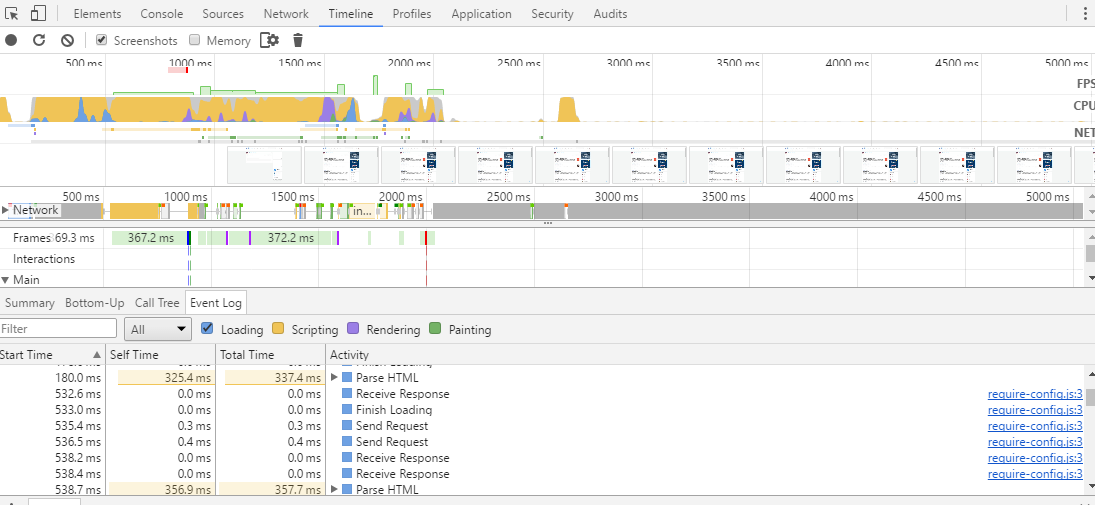 Elements Console Sources Network Timeline Profiles Application Security Audits
Screenshots Memory
500 ms 1000 ms 1500 ms 2000 ms 2500 ms 3000 ms 3500 ms 4000 ms 4500 ms 5000 ms
FPS
CPU
NET
500 ms 1000 ms 1500 ms 2000 ms 2500 ms 3000 ms 3500 ms 4000 ms 4500 ms 5000 ms
Network in...
Frames 369.3 ms 367.2 ms 372.2 ms
Interactions
Main
Summary Bottom-Up Call Tree Event Log
Filter All Loading Scripting Rendering Painting
Start Time Self Time Total Time Activity
Finish Loading
180.0 ms 325.4 ms 337.4 ms Parse HTML
532.6 ms 0.0 ms 0.0 ms Receive Response require-config.js:3
533.0 ms 0.0 ms 0.0 ms Finish Loading require-config.js:3
535.4 ms 0.3 ms 0.3 ms Send Request require-config.js:3
536.5 ms 0.4 ms 0.4 ms Send Request require-config.js:3
538.2 ms 0.0 ms 0.0 ms Receive Response require-config.js:3
538.4 ms 0.0 ms 0.0 ms Receive Response require-config.js:3
538.7 ms 356.9 ms 357.7 ms Parse HTML